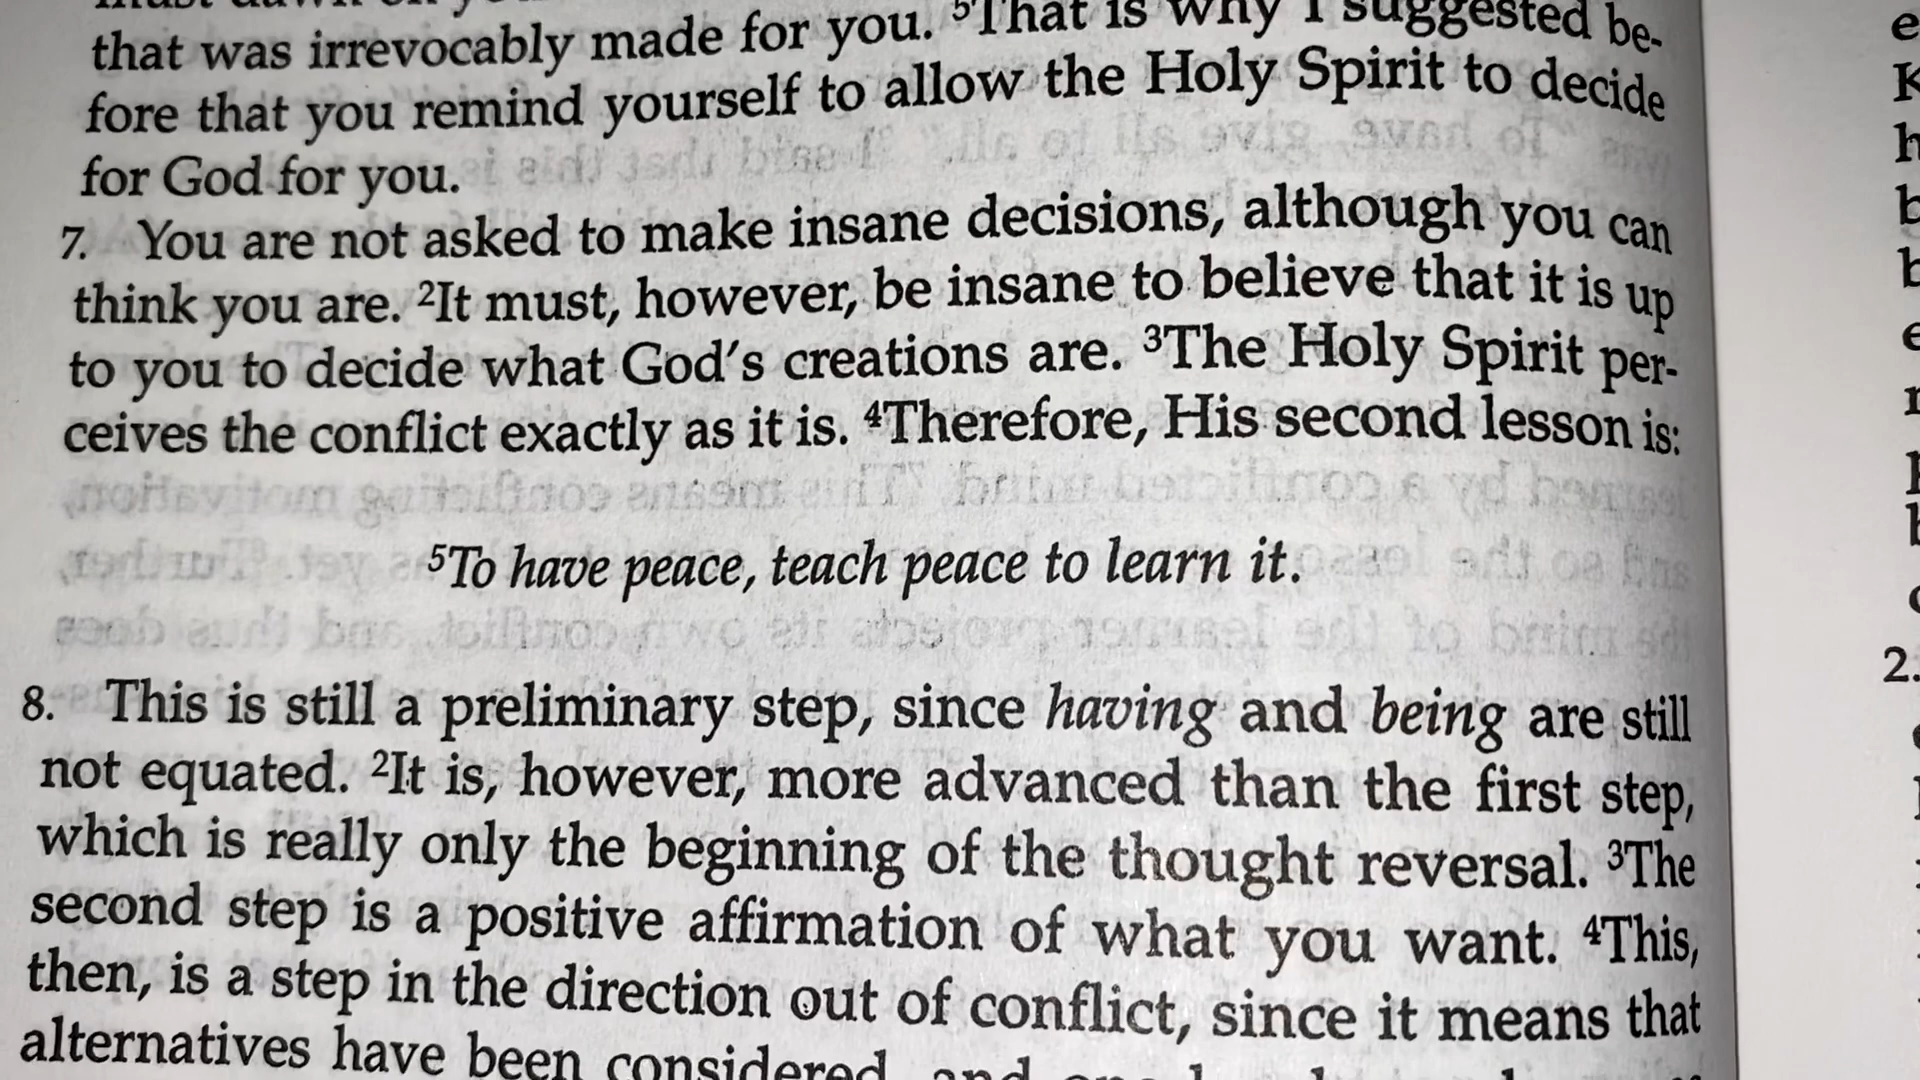 that was irrevocably made for you. ⁵That is why I suggested be-
fore that you remind yourself to allow the Holy Spirit to decide
for God for you.
7. You are not asked to make insane decisions, although you can
think you are. ²It must, however, be insane to believe that it is up
to you to decide what God's creations are. ³The Holy Spirit per-
ceives the conflict exactly as it is. ⁴Therefore, His second lesson is:
⁵To have peace, teach peace to learn it.
8. This is still a preliminary step, since having and being are still
not equated. ²It is, however, more advanced than the first step,
which is really only the beginning of the thought reversal. ³The
second step is a positive affirmation of what you want. ⁴This,
then, is a step in the direction out of conflict, since it means that
alternatives have been considered, and
2.